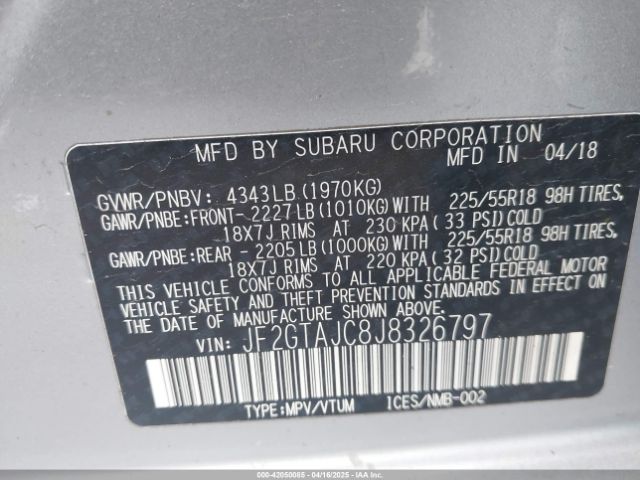 MFD BY SUBARU CORPORATION
MFD IN 04/18
GVWR/PNBV: 4343LB(1970KG)
GAWR/PNBE:FRONT-2227LB(1010KG)WITH 225/55R18 98H TIRES,
18X7J RIMS AT 230 KPA(33 PSI)COLD
GAWR/PNBE:REAR -2205LB(1000KG)WITH 225/55R18 98H TIRES,
18X7J RIMS AT 220 KPA(32 PSI)COLD
THIS VEHICLE CONFORMS TO ALL APPLICABLE FEDERAL MOTOR
VEHICLE SAFETY AND THEFT PREVENTION STANDARDS IN EFFECT ON
THE DATE OF MANUFACTURE SHOWN ABOVE.
VIN: JF2GTAJC8J8326797
TYPE:MPV/VTUM ICES/NMB-002
000-42050085 - 04/16/2025 - IAAI.COM